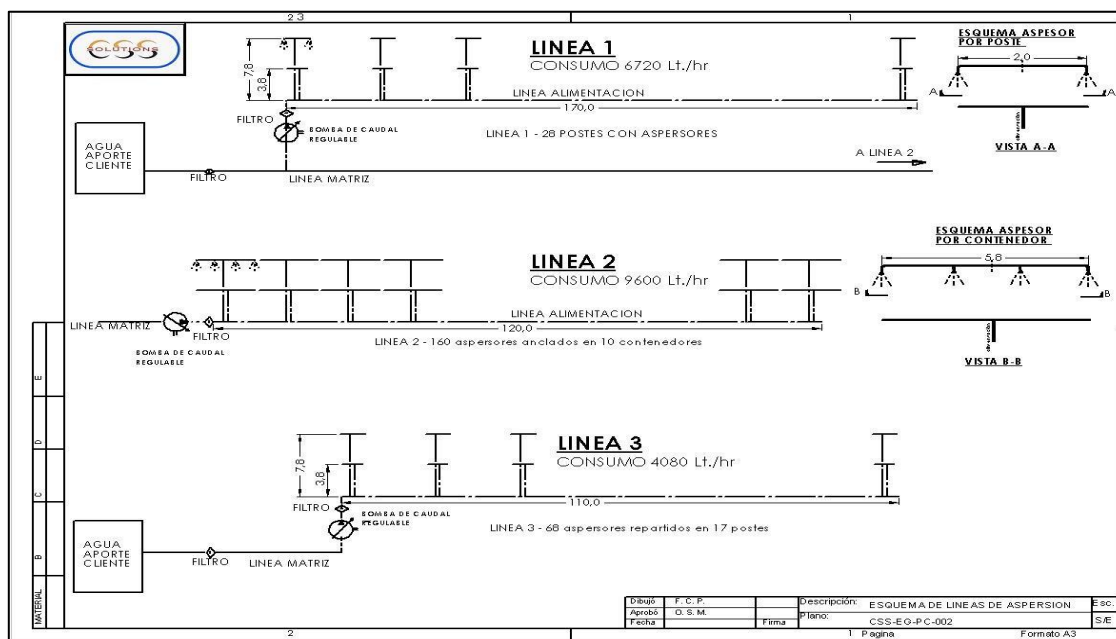 2 3
1
CSS
SOLUTIONS
7,8
3,8
LINEA 1
CONSUMO 6720 Lt./hr
LINEA ALIMENTACION
170,0
FILTRO
BOMBA DE CAUDAL
REGULABLE
LINEA 1 - 28 POSTES CON ASPERSORES
AGUA
APORTE
CLIENTE
FILTRO
LINEA MATRIZ
A LINEA 2
ESQUEMA ASPESOR
POR POSTE
2,0
A
A
VISTA A-A
LINEA 2
CONSUMO 9600 Lt./hr
LINEA ALIMENTACION
120,0
LINEA MATRIZ
FILTRO
BOMBA DE CAUDAL
REGULABLE
LINEA 2 - 160 aspersores anclados en 10 contenedores
ESQUEMA ASPESOR
POR CONTENEDOR
5,8
B
B
VISTA B-B
7,8
3,8
LINEA 3
CONSUMO 4080 Lt./hr
110,0
FILTRO
BOMBA DE CAUDAL
REGULABLE
LINEA 3 - 68 aspersores repartidos en 17 postes
AGUA
APORTE
CLIENTE
FILTRO
LINEA MATRIZ
E
D
C
B
MATERIAL
Dibujó F. C. P.
Aprobó O. S. M.
Fecha
Firma
Descripción: ESQUEMA DE LINEAS DE ASPERSION
Plano: CSS-EG-PC-002
Esc.
S/E
2
1 Pagina
Formato A3